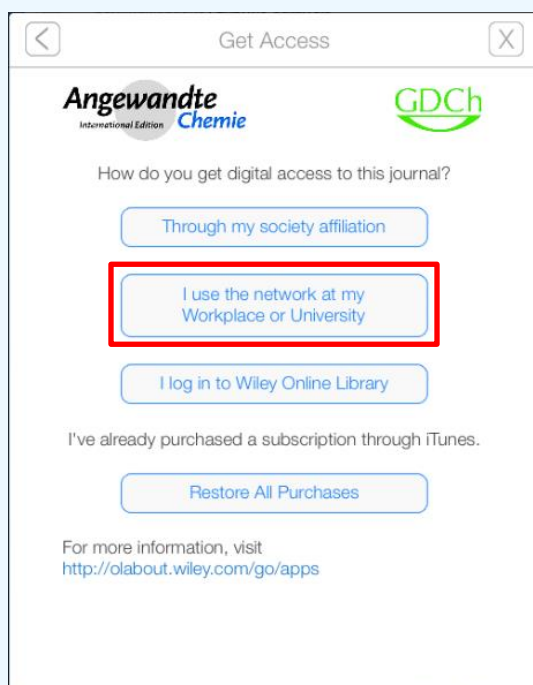 Get Access
X
Angewandte
International Edition Chemie
GDCh
How do you get digital access to this journal?
Through my society affiliation
I use the network at my
Workplace or University
I log in to Wiley Online Library
I've already purchased a subscription through iTunes.
Restore All Purchases
For more information, visit
http://olabout.wiley.com/go/apps